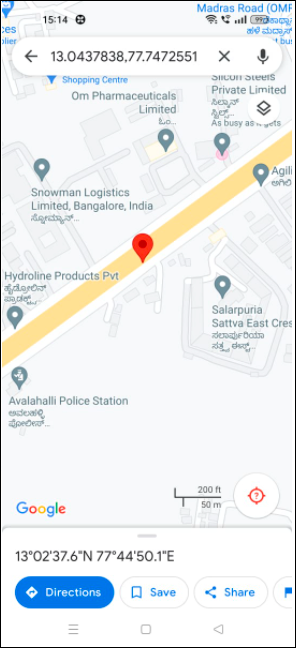 Madras Road (OMR
15:14
99
13.0437838,77.7472551
Shopping Centre
Silicon Steels
Private Limited
ಸಿಲ್ಕಾನ್
ಸ್ಟೀಲ್ಸ್...
As busy as it gets
Om Pharmaceuticals
Limited
ಓಂ...
Agili
Snowman Logistics
Limited, Bangalore, India
ಸ್ನೋಮ್ಯಾನ್...
Hydroline Products Pvt
ಹೈಡ್ರೋಲಿನ್
ಪ್ರಾಡಕ್ಟ್ಸ್...
Salarpuria
Sattva East Cres
ಸಲಾರ್ಪುರಿಯಾ
ಸತ್ವ ಈಸ್ಟ್...
Avalahalli Police Station
ಅವಲಹಳ್ಳಿ
ಪೋಲೀಸ್...
200 ft
50 m
Google
13°02'37.6"N 77°44'50.1"E
Directions
Save
Share